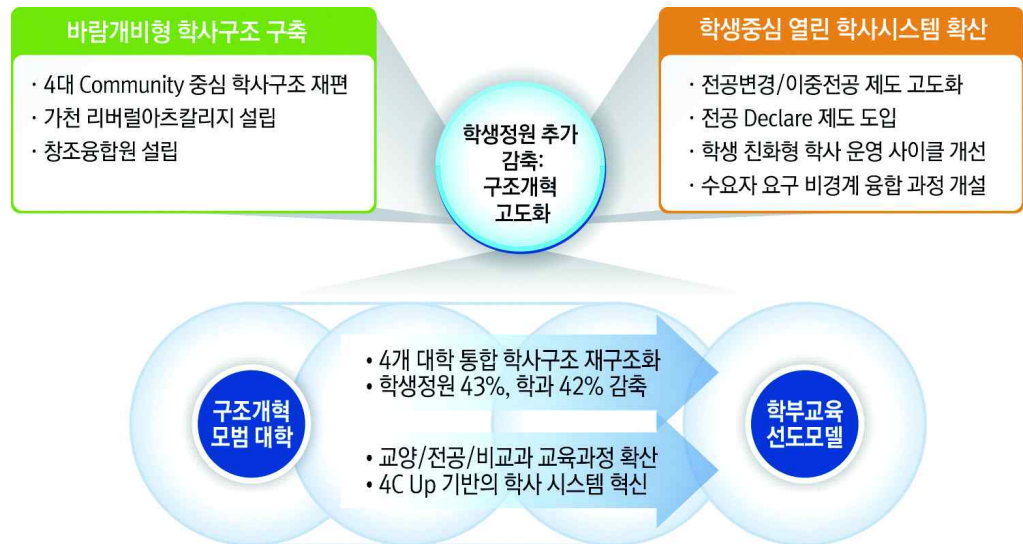 바람개비형 학사구조 구축
· 4대 Community 중심 학사구조 재편
· 가천 리버럴아츠칼리지 설립
· 창조융합원 설립
학생정원 추가
감축:
구조개혁
고도화
학생중심 열린 학사시스템 확산
· 전공변경/이중전공 제도 고도화
· 전공 Declare 제도 도입
· 학생 친화형 학사 운영 사이클 개선
· 수요자 요구 비경계 융합 과정 개설
구조개혁
모범 대학
• 4개 대학 통합 학사구조 재구조화
• 학생정원 43%, 학과 42% 감축
• 교양/전공/비교과 교육과정 확산
• 4C Up 기반의 학사 시스템 혁신
학부교육
선도모델